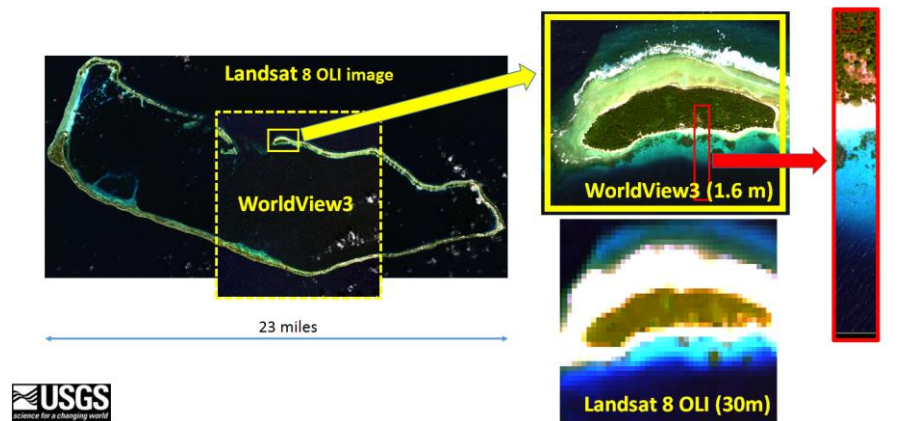 Landsat 8 OLI image
WorldView3
WorldView3 (1.6 m)
23 miles
Landsat 8 OLI (30m)
USGS
science for a changing world